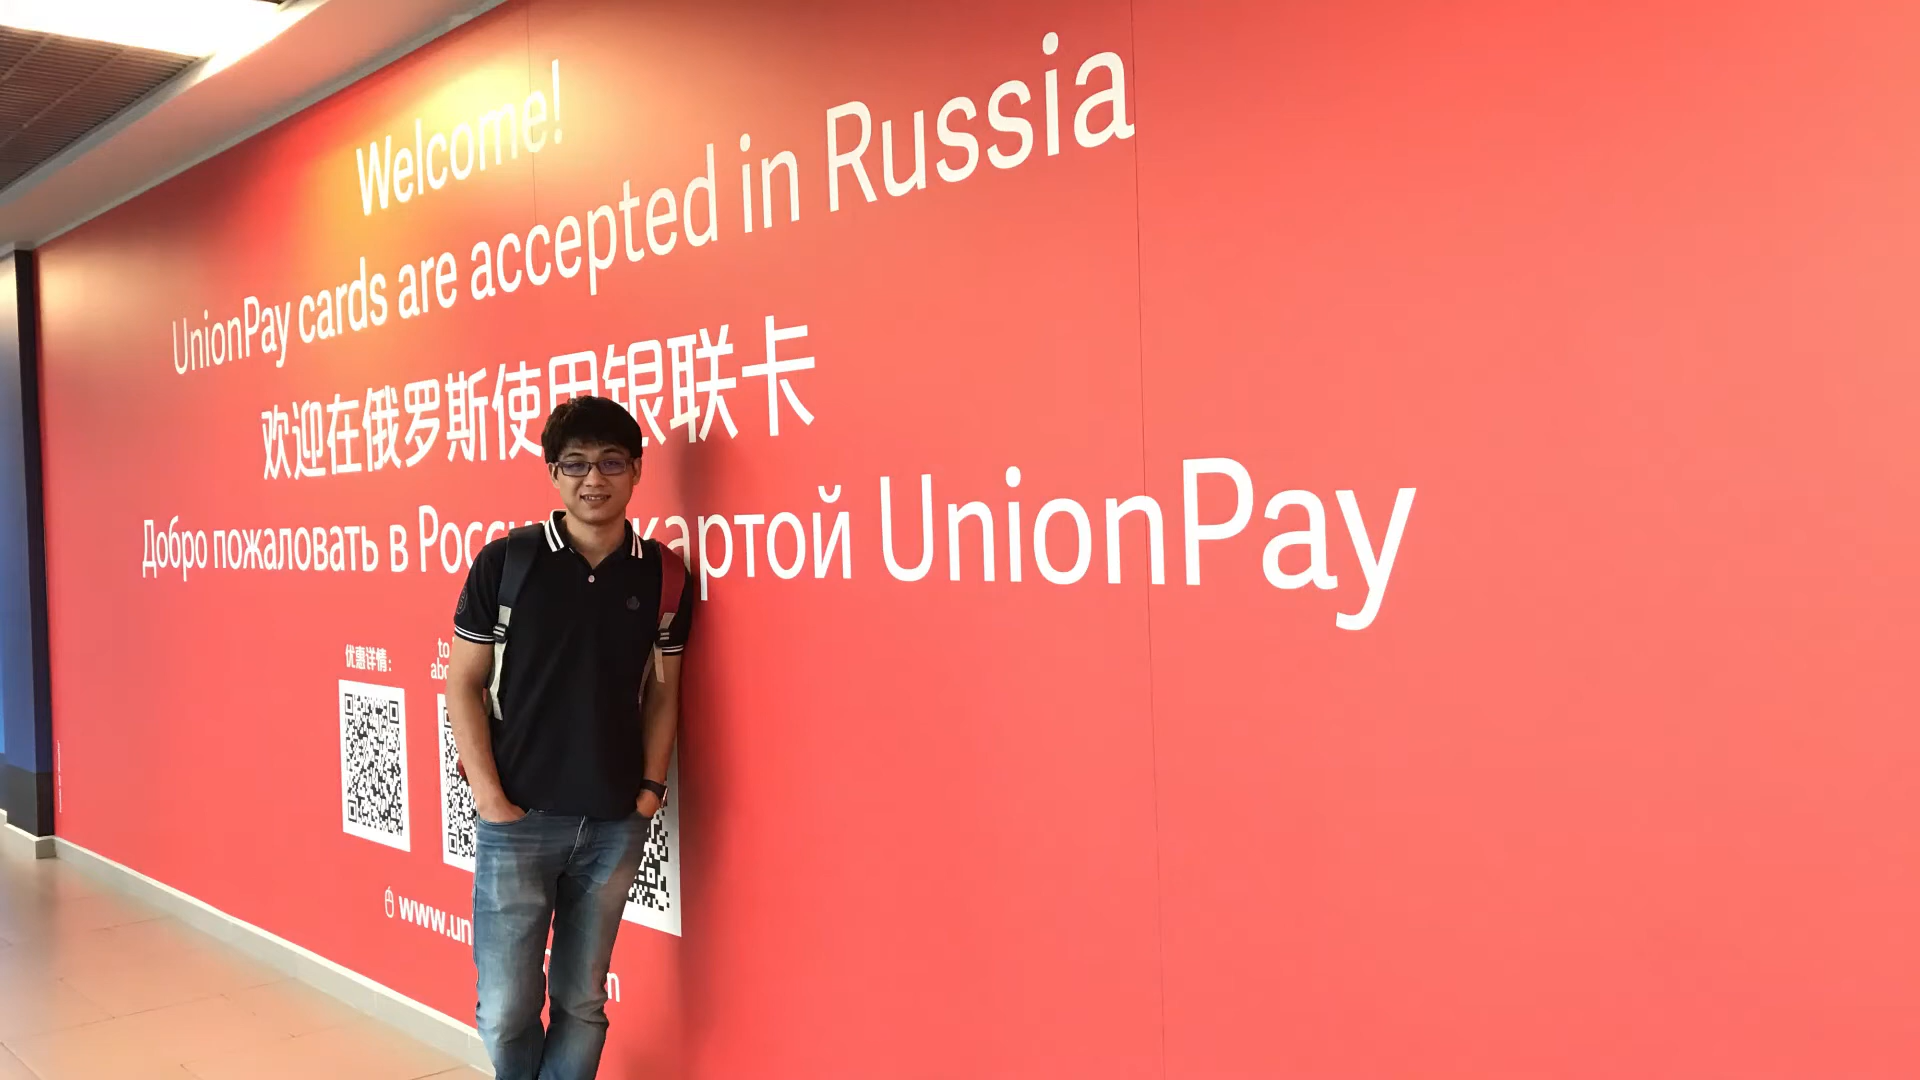 Welcome!
UnionPay cards are accepted in Russia
欢迎在俄罗斯使用银联卡
Добро пожаловать в картой UnionPay
优惠详情：
to
www.un